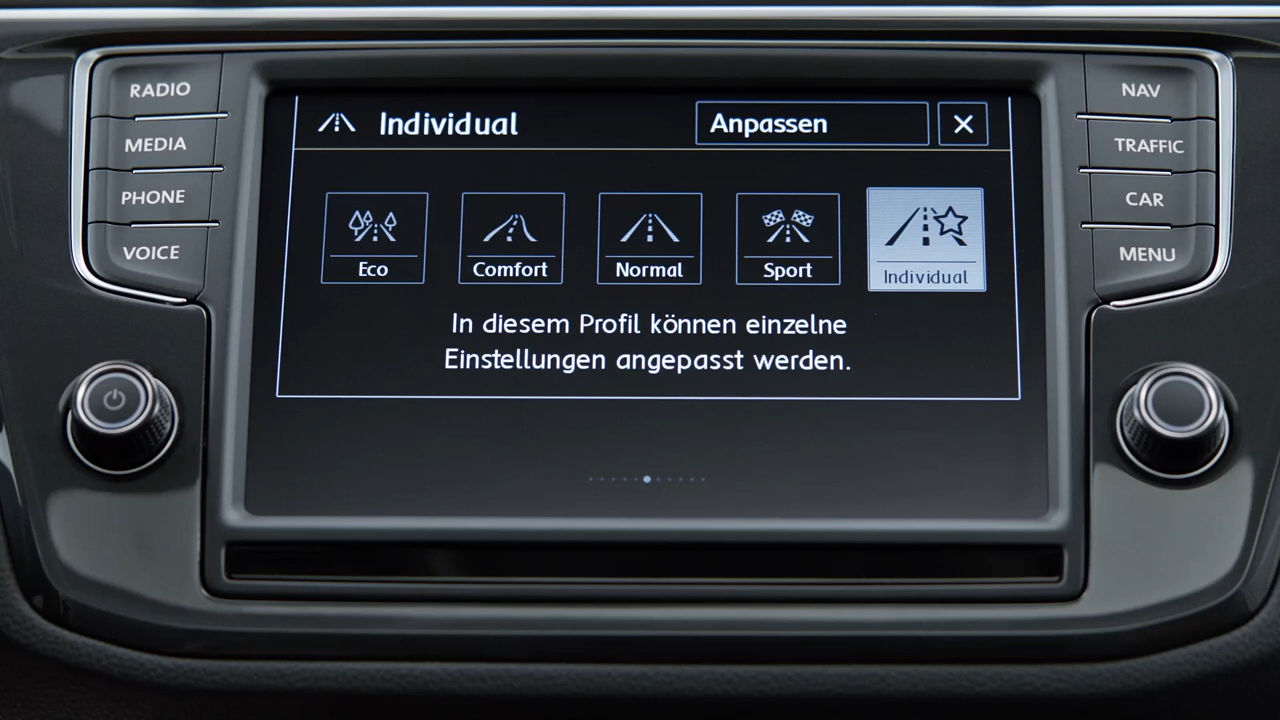 RADIO
MEDIA
PHONE
VOICE
Individual
Anpassen
Eco
Comfort
Normal
Sport
Individual
In diesem Profil können einzelne
Einstellungen angepasst werden.
NAV
TRAFFIC
CAR
MENU